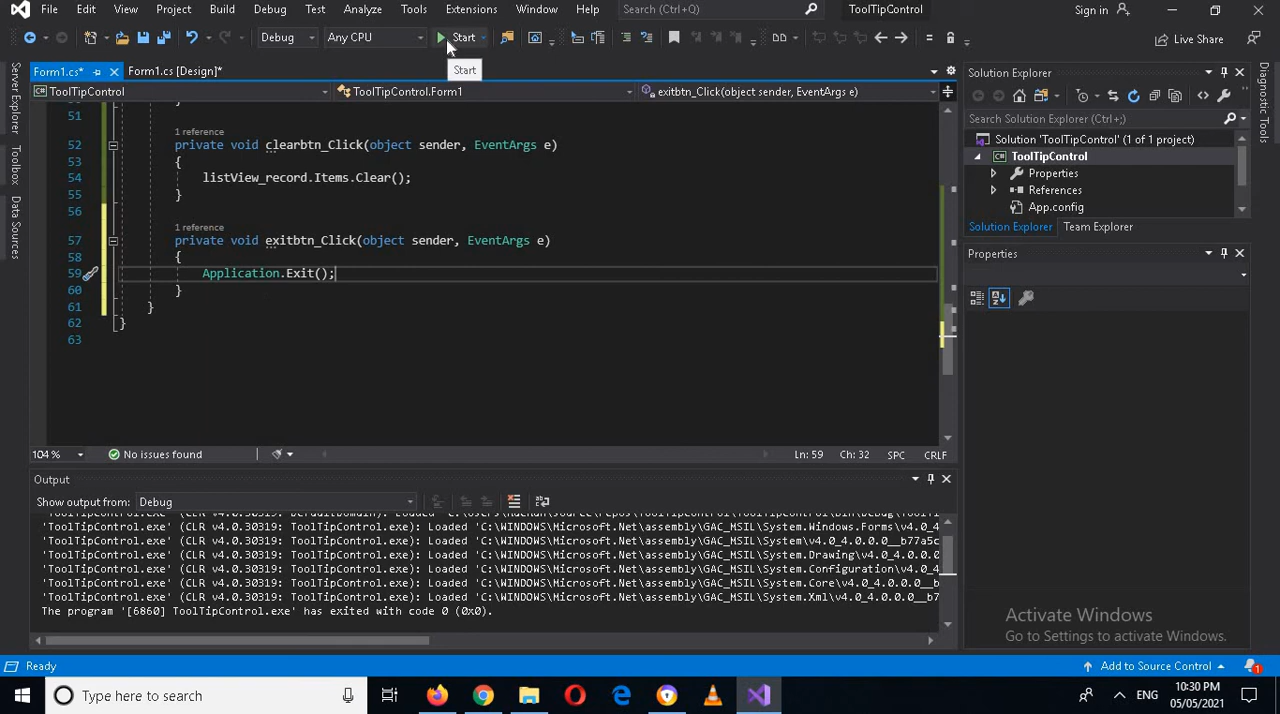 File Edit View Project Build Debug Test Analyze Tools Extensions Window Help Search (Ctrl+Q) ToolTipControl Sign in
Debug Any CPU Start Live Share
Start
Form1.cs* Form1.cs [Design]*
ToolTipControl ToolTipControl.Form1 exitbtn_Click(object sender, EventArgs e)
51 }
1 reference
52 private void clearbtn_Click(object sender, EventArgs e)
53 {
54 listView_record.Items.Clear();
55 }
56
1 reference
57 private void exitbtn_Click(object sender, EventArgs e)
58 {
59 Application.Exit();
60 }
61 }
62 }
63
104 % No issues found Ln: 59 Ch: 32 SPC CRLF
Output
Show output from: Debug
'ToolTipControl.exe' (CLR v4.0.30319: ToolTipControl.exe): Loaded 'C:\WINDOWS\Microsoft.Net\assembly\GAC_MSIL\System.Windows.Forms\v4.0_4
'ToolTipControl.exe' (CLR v4.0.30319: ToolTipControl.exe): Loaded 'C:\WINDOWS\Microsoft.Net\assembly\GAC_MSIL\System\v4.0_4.0.0.0__b77a5c
'ToolTipControl.exe' (CLR v4.0.30319: ToolTipControl.exe): Loaded 'C:\WINDOWS\Microsoft.Net\assembly\GAC_MSIL\System.Drawing\v4.0_4.0.0.0
'ToolTipControl.exe' (CLR v4.0.30319: ToolTipControl.exe): Loaded 'C:\WINDOWS\Microsoft.Net\assembly\GAC_MSIL\System.Configuration\v4.0_4
'ToolTipControl.exe' (CLR v4.0.30319: ToolTipControl.exe): Loaded 'C:\WINDOWS\Microsoft.Net\assembly\GAC_MSIL\System.Core\v4.0_4.0.0.0__b
'ToolTipControl.exe' (CLR v4.0.30319: ToolTipControl.exe): Loaded 'C:\WINDOWS\Microsoft.Net\assembly\GAC_MSIL\System.Xml\v4.0_4.0.0.0__b7
The program '[6860] ToolTipControl.exe' has exited with code 0 (0x0).
Server Explorer
Toolbox
Data Sources
Solution Explorer
Search Solution Explorer (Ctrl+;)
Solution 'ToolTipControl' (1 of 1 project)
ToolTipControl
Properties
References
App.config
Solution Explorer Team Explorer
Properties
Diagnostic Tools
Activate Windows
Go to Settings to activate Windows.
Ready Add to Source Control 1
Type here to search ENG 10:30 PM
05/05/2021